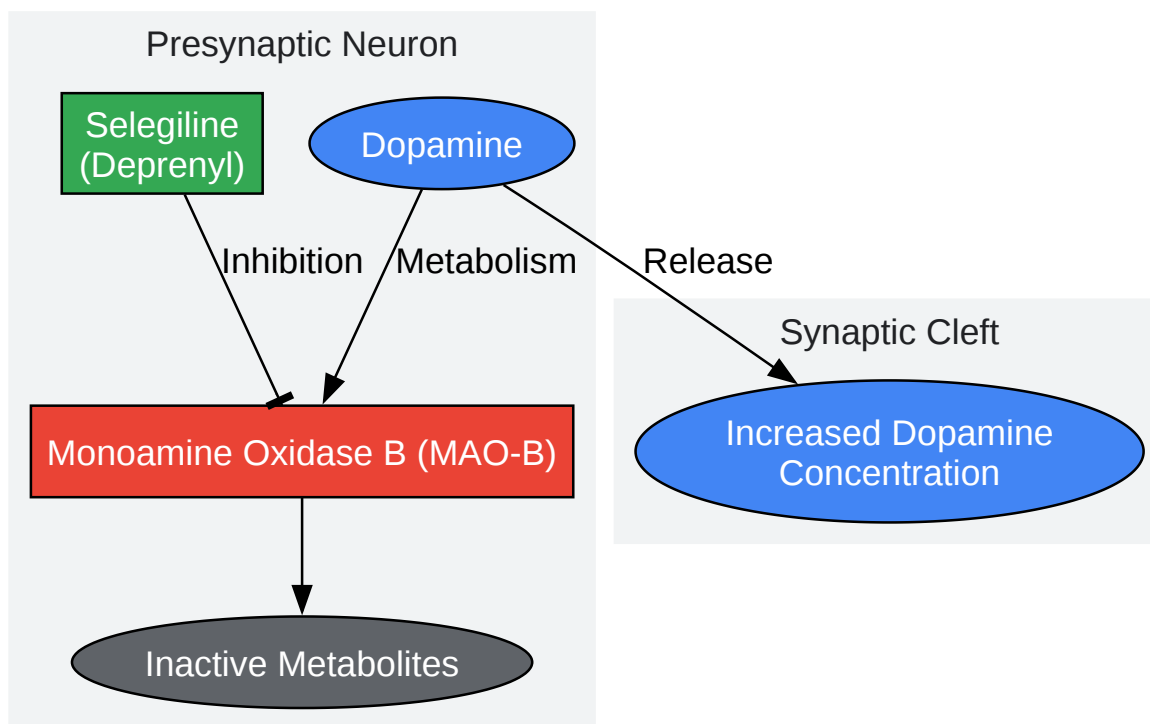 Presynaptic Neuron
Selegiline
(Deprenyl)
Dopamine
Inhibition
Metabolism
Release
Synaptic Cleft
Monoamine Oxidase B (MAO-B)
Increased Dopamine
Concentration
Inactive Metabolites